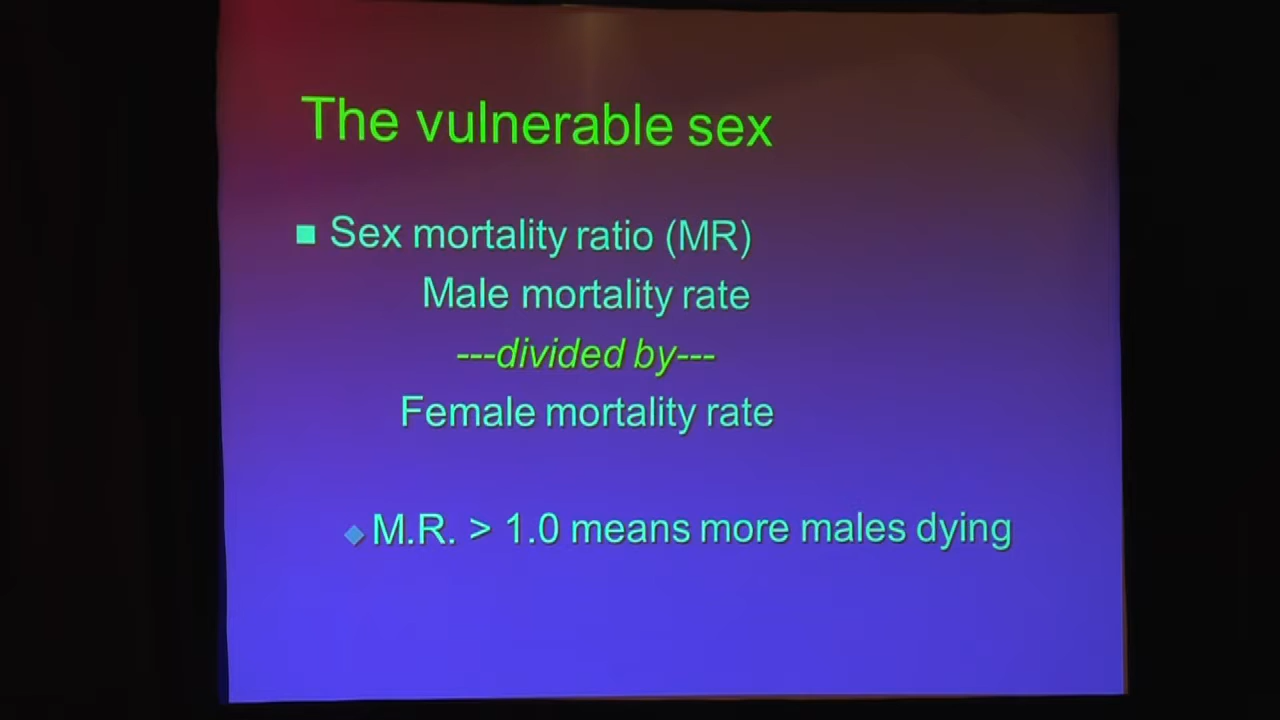 The vulnerable sex
Sex mortality ratio (MR)
Male mortality rate
---divided by---
Female mortality rate
M.R. > 1.0 means more males dying